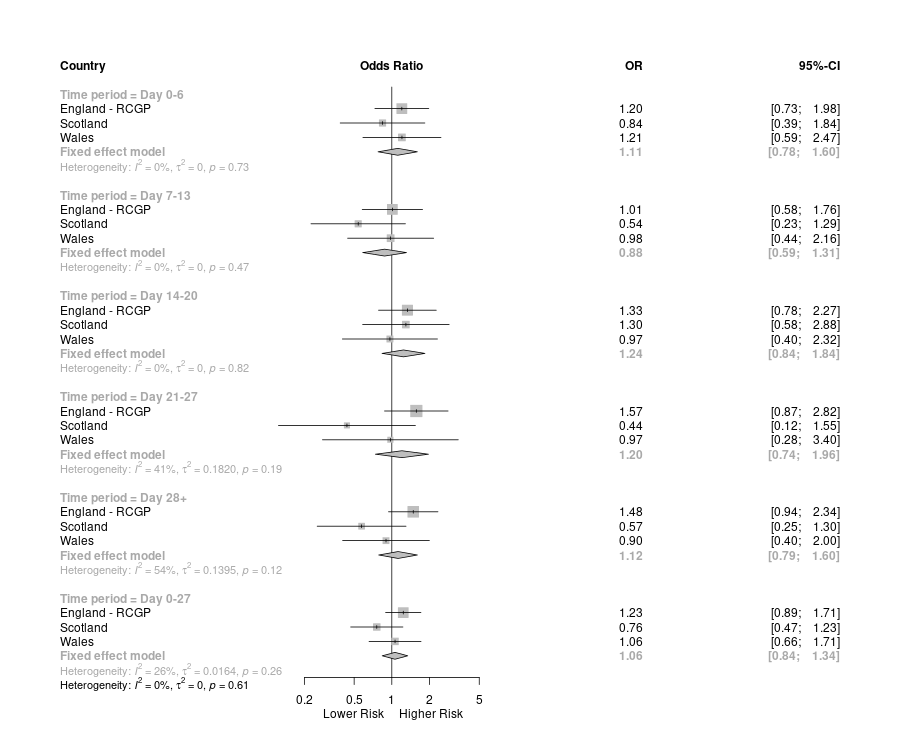 Country Odds Ratio OR 95%-CI
Time period = Day 0-6
England - RCGP 1.20 [0.73; 1.98]
Scotland 0.84 [0.39; 1.84]
Wales 1.21 [0.59; 2.47]
Fixed effect model 1.11 [0.78; 1.60]
Heterogeneity: I² = 0%, τ² = 0, p = 0.73
Time period = Day 7-13
England - RCGP 1.01 [0.58; 1.76]
Scotland 0.54 [0.23; 1.29]
Wales 0.98 [0.44; 2.16]
Fixed effect model 0.88 [0.59; 1.31]
Heterogeneity: I² = 0%, τ² = 0, p = 0.47
Time period = Day 14-20
England - RCGP 1.33 [0.78; 2.27]
Scotland 1.30 [0.58; 2.88]
Wales 0.97 [0.40; 2.32]
Fixed effect model 1.24 [0.84; 1.84]
Heterogeneity: I² = 0%, τ² = 0, p = 0.82
Time period = Day 21-27
England - RCGP 1.57 [0.87; 2.82]
Scotland 0.44 [0.12; 1.55]
Wales 0.97 [0.28; 3.40]
Fixed effect model 1.20 [0.74; 1.96]
Heterogeneity: I² = 41%, τ² = 0.1820, p = 0.19
Time period = Day 28+
England - RCGP 1.48 [0.94; 2.34]
Scotland 0.57 [0.25; 1.30]
Wales 0.90 [0.40; 2.00]
Fixed effect model 1.12 [0.79; 1.60]
Heterogeneity: I² = 54%, τ² = 0.1395, p = 0.12
Time period = Day 0-27
England - RCGP 1.23 [0.89; 1.71]
Scotland 0.76 [0.47; 1.23]
Wales 1.06 [0.66; 1.71]
Fixed effect model 1.06 [0.84; 1.34]
Heterogeneity: I² = 26%, τ² = 0.0164, p = 0.26
Heterogeneity: I² = 0%, τ² = 0, p = 0.61
0.2 0.5 1 2 5
Lower Risk Higher Risk